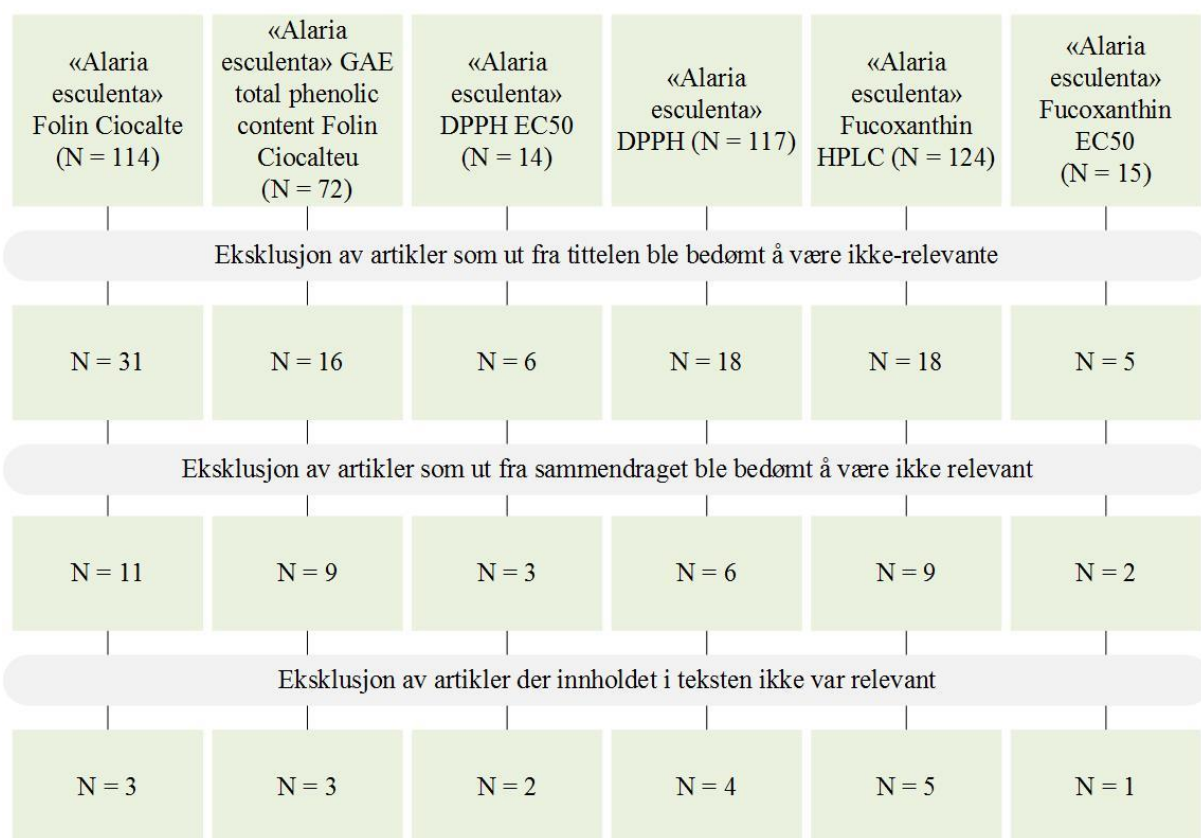 «Alaria
esculenta»
Folin Ciocalte
(N = 114)
«Alaria
esculenta» GAE
total phenolic
content Folin
Ciocalteu
(N = 72)
«Alaria
esculenta»
DPPH EC50
(N = 14)
«Alaria
esculenta»
DPPH (N = 117)
«Alaria
esculenta»
Fucoxanthin
HPLC (N = 124)
«Alaria
esculenta»
Fucoxanthin
EC50
(N = 15)
Eksklusjon av artikler som ut fra tittelen ble bedømt å være ikke-relevante
N = 31
N = 16
N = 6
N = 18
N = 18
N = 5
Eksklusjon av artikler som ut fra sammendraget ble bedømt å være ikke relevant
N = 11
N = 9
N = 3
N = 6
N = 9
N = 2
Eksklusjon av artikler der innholdet i teksten ikke var relevant
N = 3
N = 3
N = 2
N = 4
N = 5
N = 1